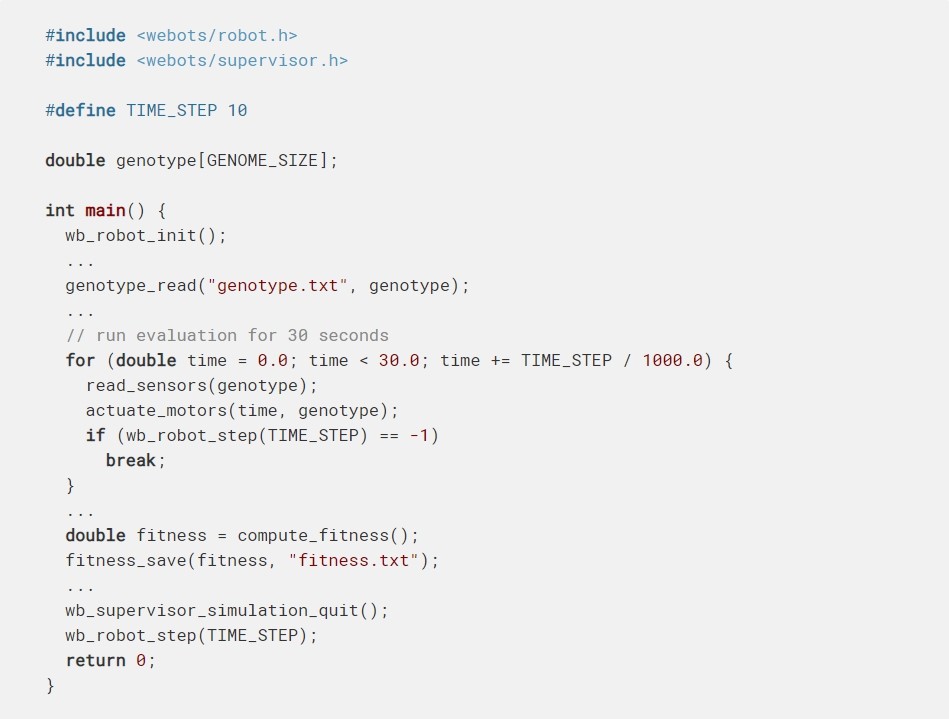 #include <webots/robot.h>
#include <webots/supervisor.h>
#define TIME_STEP 10
double genotype[GENOME_SIZE];
int main() {
  wb_robot_init();
  ...
  genotype_read("genotype.txt", genotype);
  ...
  // run evaluation for 30 seconds
  for (double time = 0.0; time < 30.0; time += TIME_STEP / 1000.0) {
    read_sensors(genotype);
    actuate_motors(time, genotype);
    if (wb_robot_step(TIME_STEP) == -1)
      break;
  }
  ...
  double fitness = compute_fitness();
  fitness_save(fitness, "fitness.txt");
  ...
  wb_supervisor_simulation_quit();
  wb_robot_step(TIME_STEP);
  return 0;
}